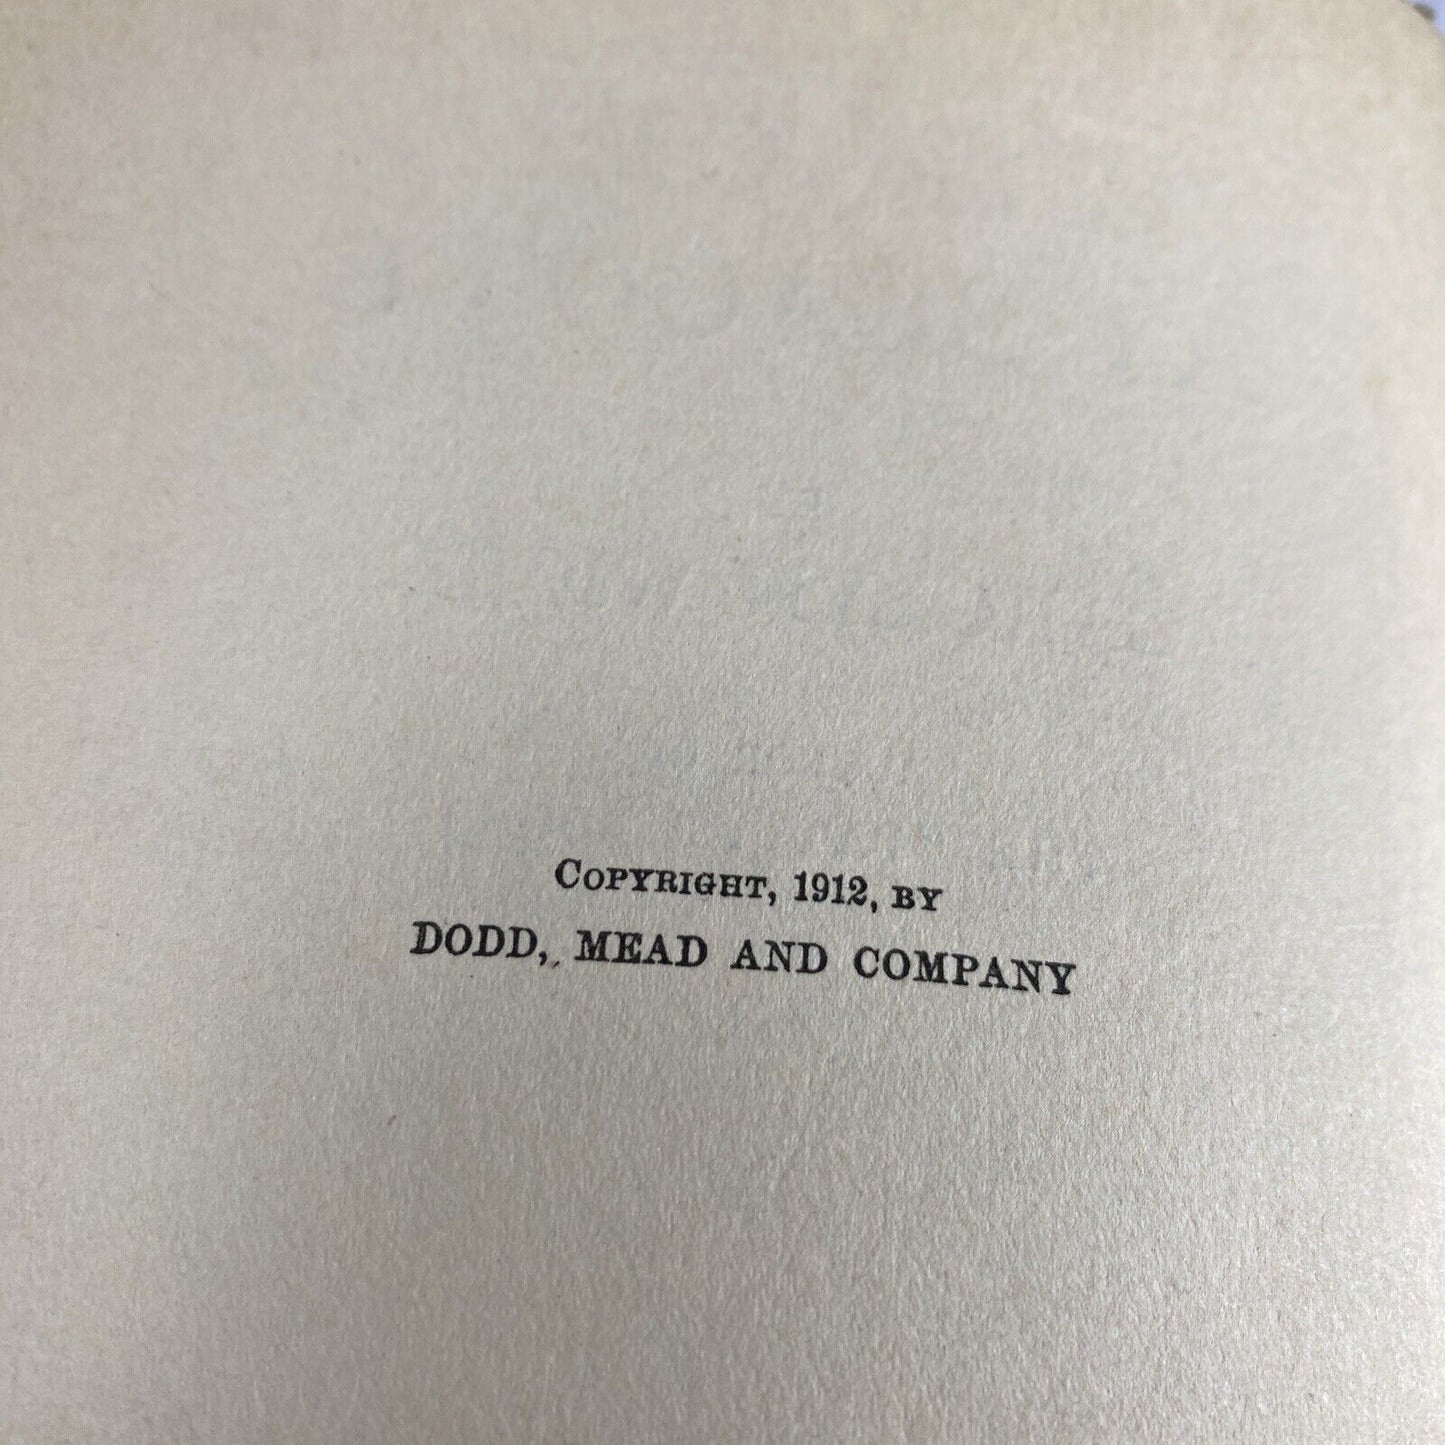 COPYRIGHT, 1912, BY
DODD, MEAD AND COMPANY